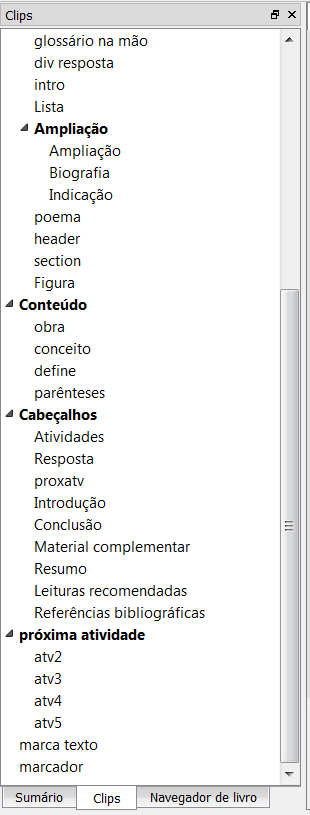 Clips
glossário na mão
div resposta
intro
Lista
Ampliação
Ampliação
Biografia
Indicação
poema
header
section
Figura
Conteúdo
obra
conceito
define
parênteses
Cabeçalhos
Atividades
Resposta
proxatv
Introdução
Conclusão
Material complementar
Resumo
Leituras recomendadas
Referências bibliográficas
próxima atividade
atv2
atv3
atv4
atv5
marca texto
marcador
Sumário Clips Navegador de livro